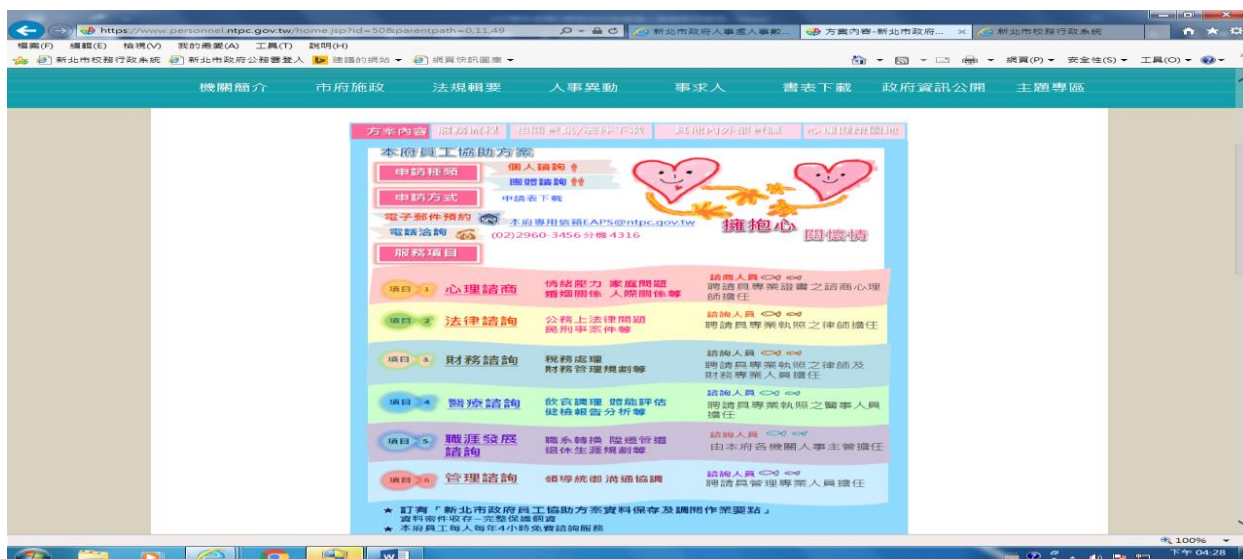 https://www.personnel.ntpc.gov.tw/home.jsp?id=50&parentpath=0,11,49
新北市政府人事處人事數...
方案內容-新北市政府...
新北市校務行政系統
檔案(F) 編輯(E) 檢視(V) 我的最愛(A) 工具(T) 說明(H)
新北市校務行政系統 新北市政府公務雲登入 建議的網站 網頁快訊圖庫
網頁(P) 安全性(S) 工具(O)
機關簡介 市府施政 法規輯要 人事異動 事求人 書表下載 政府資訊公開 主題專區
方案內容 服務流程
本府員工協助方案
申請種類 個人諮詢
團體諮詢
申請方式 申請表下載
電子郵件預約 本府專用信箱EAPS@ntpc.gov.tw
電話洽詢 (02)2960-3456分機4316
擁抱心 關懷情
服務項目
項目 1 心理諮商 情緒壓力 家庭問題 婚姻關係 人際關係等
諮商人員
聘請具專業證書之諮商心理師擔任
項目 2 法律諮詢 公務上法律問題 民刑事案件等
諮詢人員
聘請具專業執照之律師擔任
項目 3 財務諮詢 稅務處理 財務管理規劃等
諮詢人員
聘請具專業執照之律師及財務專業人員擔任
項目 4 醫療諮詢 飲食調理 體能評估 健檢報告分析等
諮詢人員
聘請具專業執照之醫事人員擔任
項目 5 職涯發展諮詢 職系轉換 陞遷管道 退休生涯規劃等
諮詢人員
由本府各機關人事主管擔任
項目 6 管理諮詢 領導統御 溝通協調
諮詢人員
聘請具管理專業人員擔任
★ 訂有「新北市政府員工協助方案資料保存及調閱作業要點」
資料密件收存~完整保護個資
★ 本府員工每人每年4小時免費諮詢服務
100%
下午 04:28